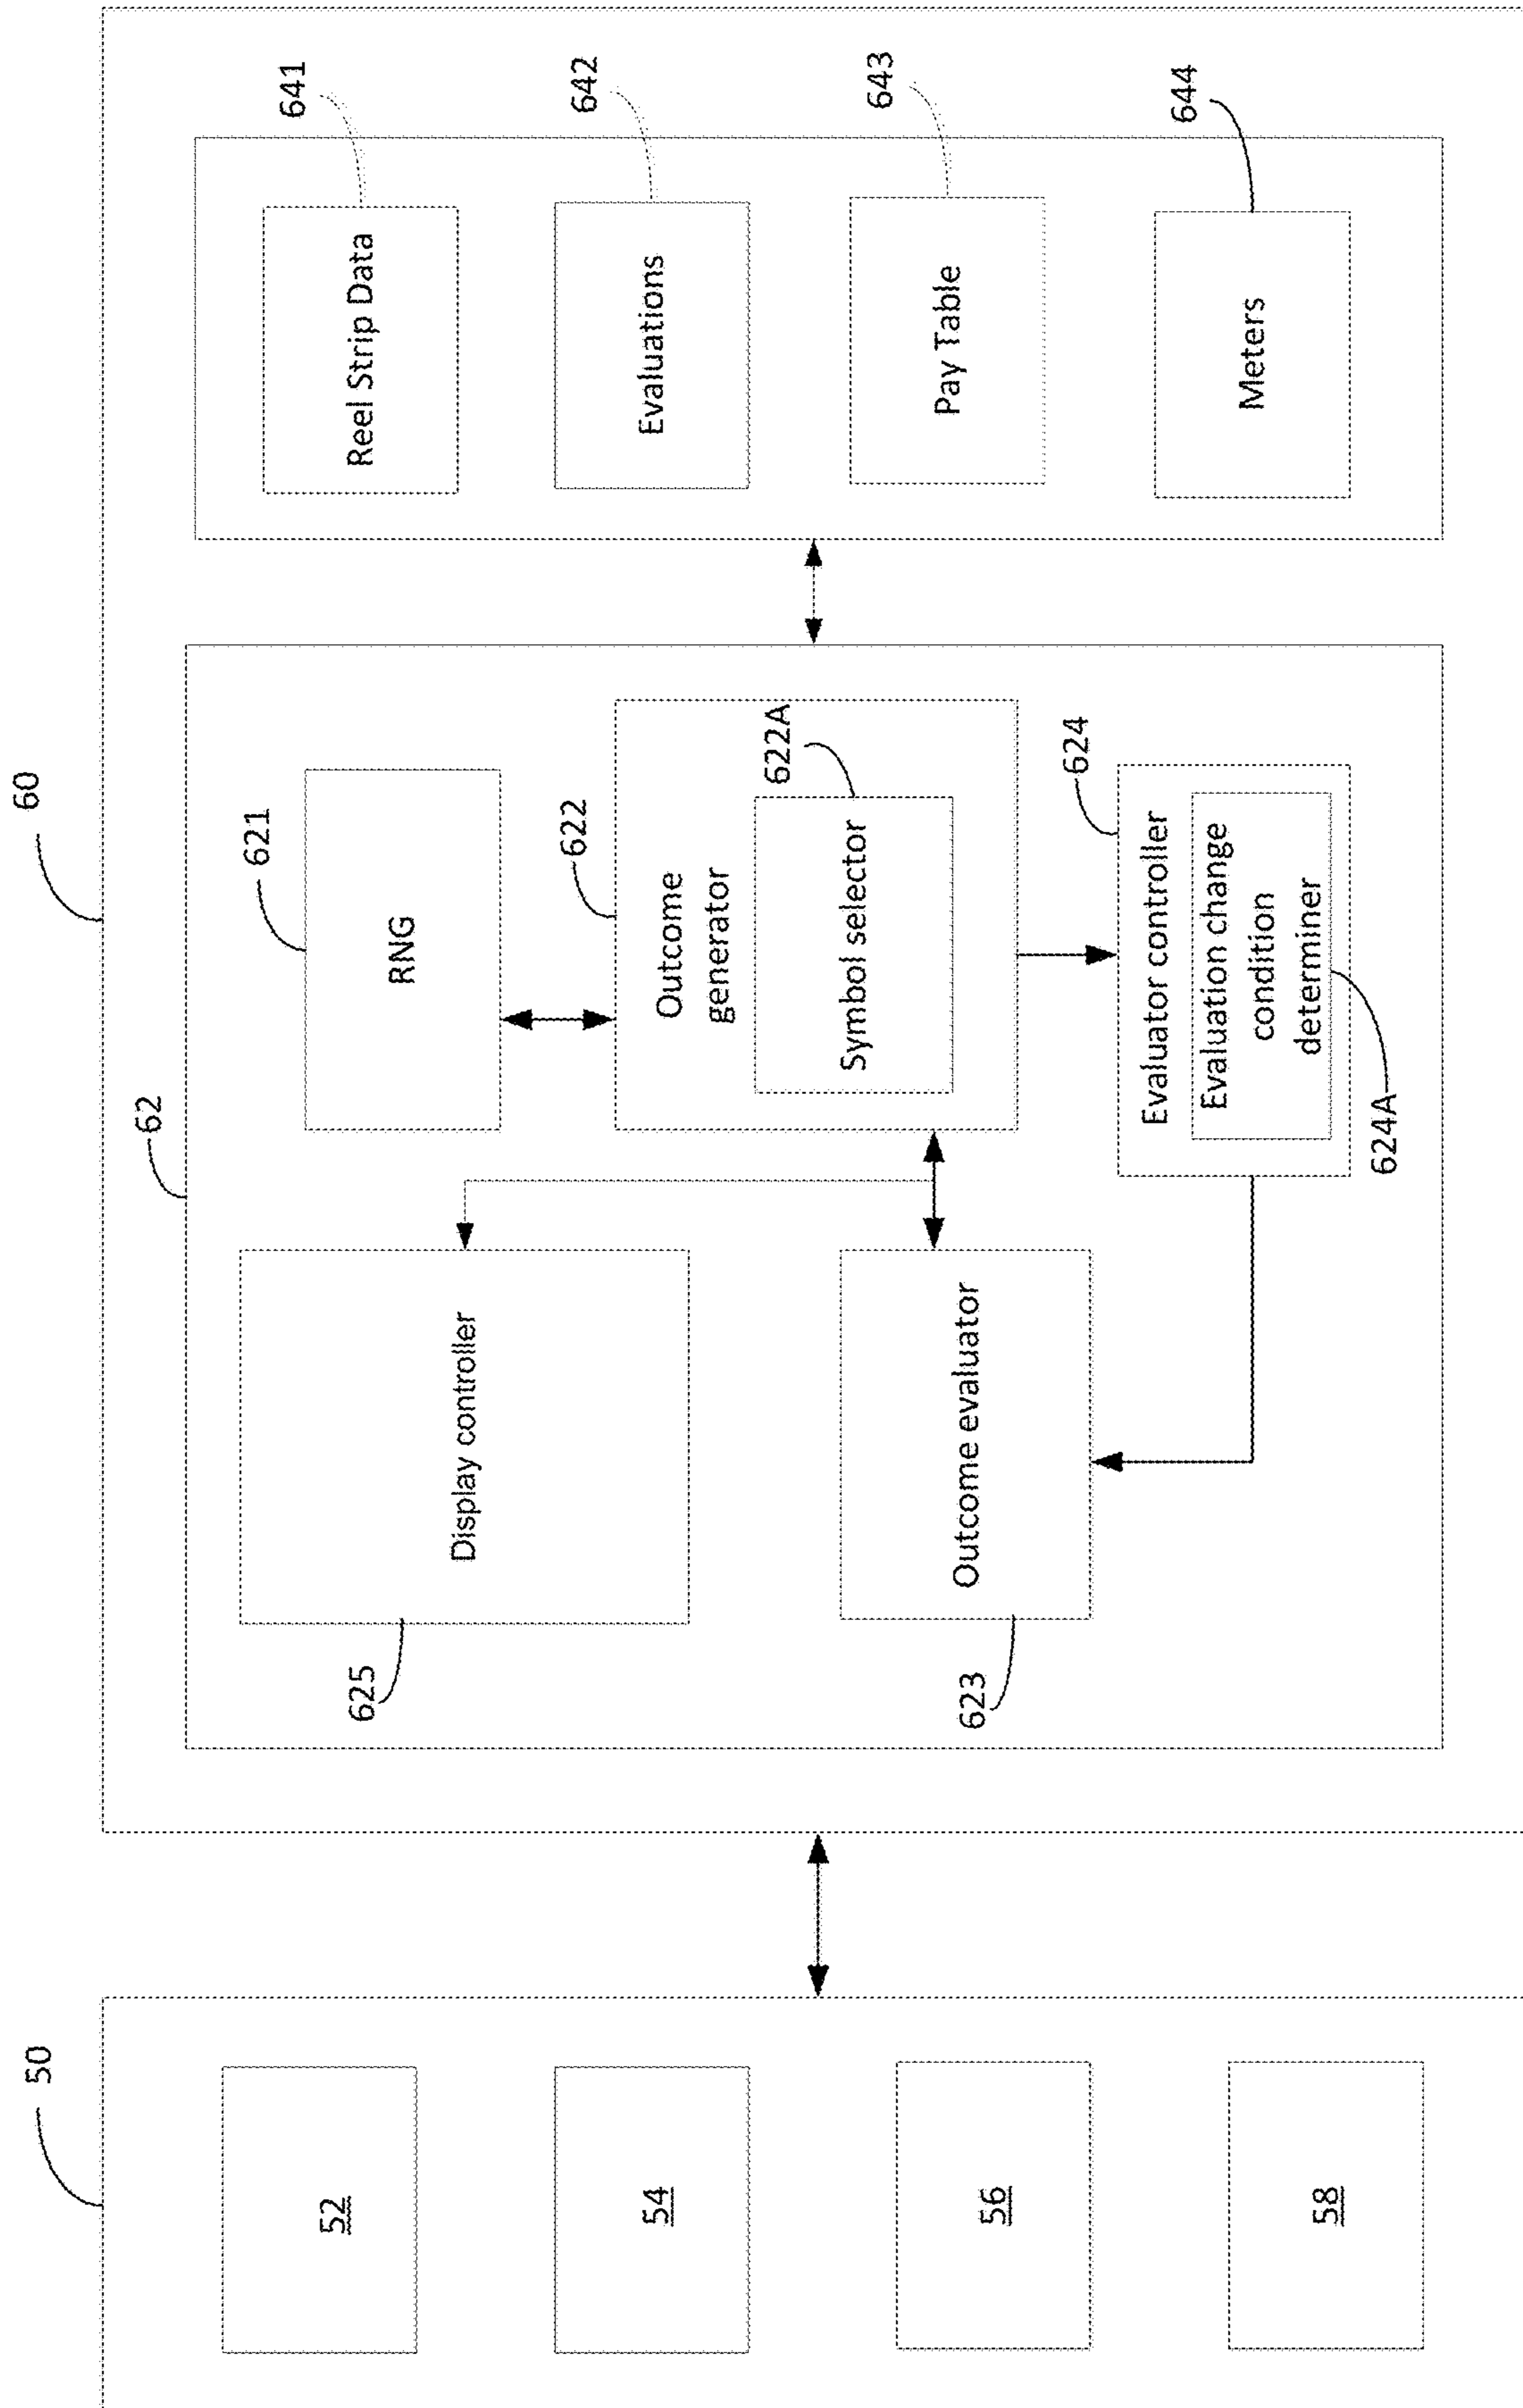 50
52
54
56
58
60
62
625
Display controller
623
Outcome evaluator
621
RNG
622
Outcome
generator
622A
Symbol selector
624
Evaluator controller
Evaluation change
condition
determiner
624A
641
Reel Strip Data
642
Evaluations
643
Pay Table
644
Meters